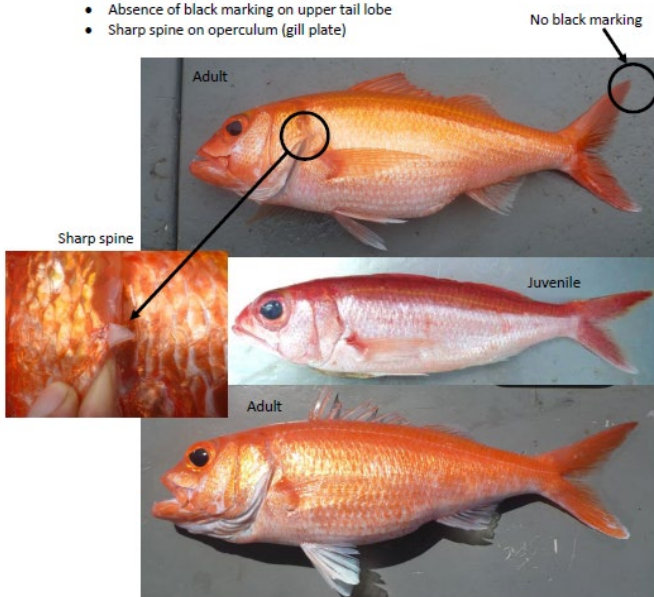 • Absence of black marking on upper tail lobe
• Sharp spine on operculum (gill plate)
No black marking
Adult
Sharp spine
Juvenile
Adult